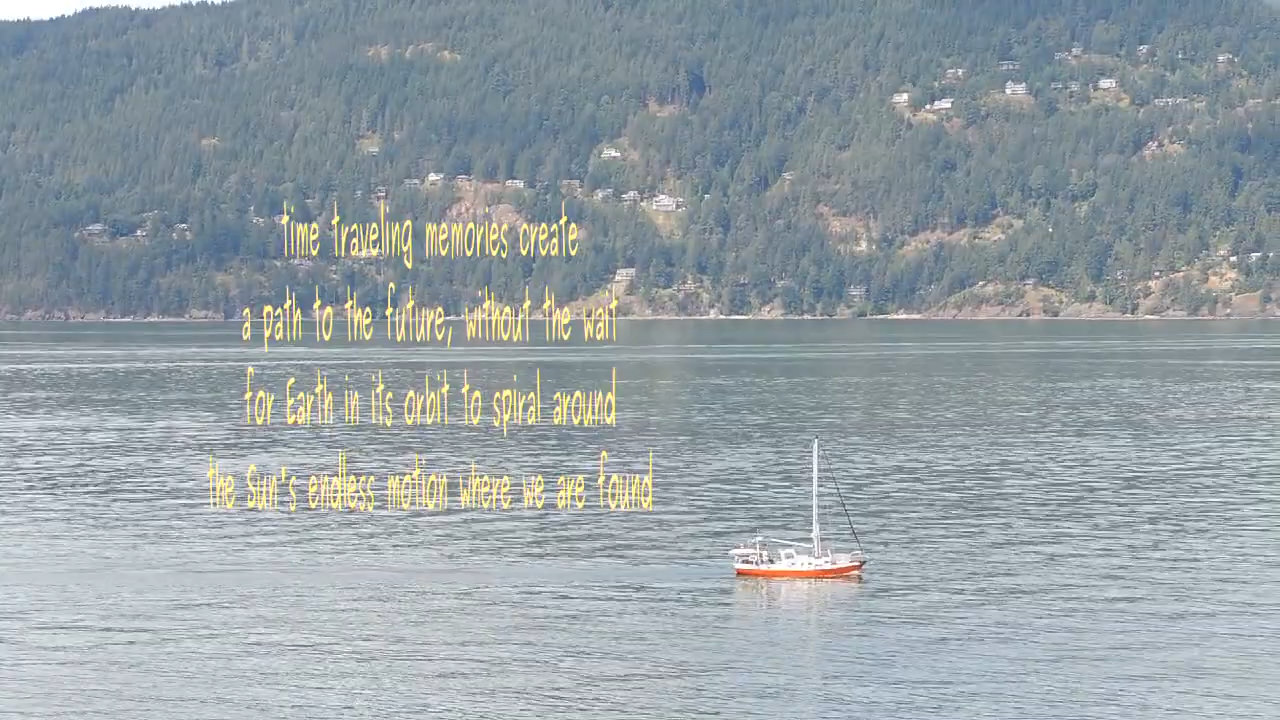 time traveling memories create
a path to the future, without the wait
for Earth in its orbit to spiral around
the Sun's endless motion where we are found